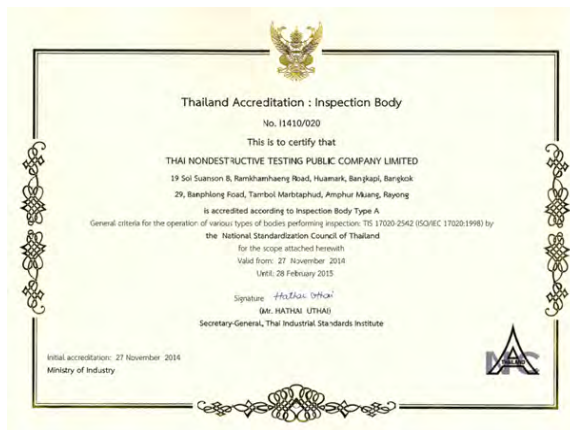 Thailand Accreditation : Inspection Body
No. I1410/020
This is to certify that
THAI NONDESTRUCTIVE TESTING PUBLIC COMPANY LIMITED
19 Soi Suanson 8, Ramkhamhaeng Road, Huamark, Bangkapi, Bangkok
29, Banphlong Road, Tambol Marbtaphud, Amphur Muang, Rayong
is accredited according to Inspection Body Type A
General criteria for the operation of various types of bodies performing inspection: TIS 17020-2542 (ISO/IEC 17020:1998) by
the National Standardization Council of Thailand
for the scope attached herewith
Valid from: 27 November 2014
Until: 28 February 2015
Signature Hathai Uthai
(Mr. HATHAI UTHAI)
Secretary-General, Thai Industrial Standards Institute
Initial accreditation: 27 November 2014
Ministry of Industry
THAILAND
NSC